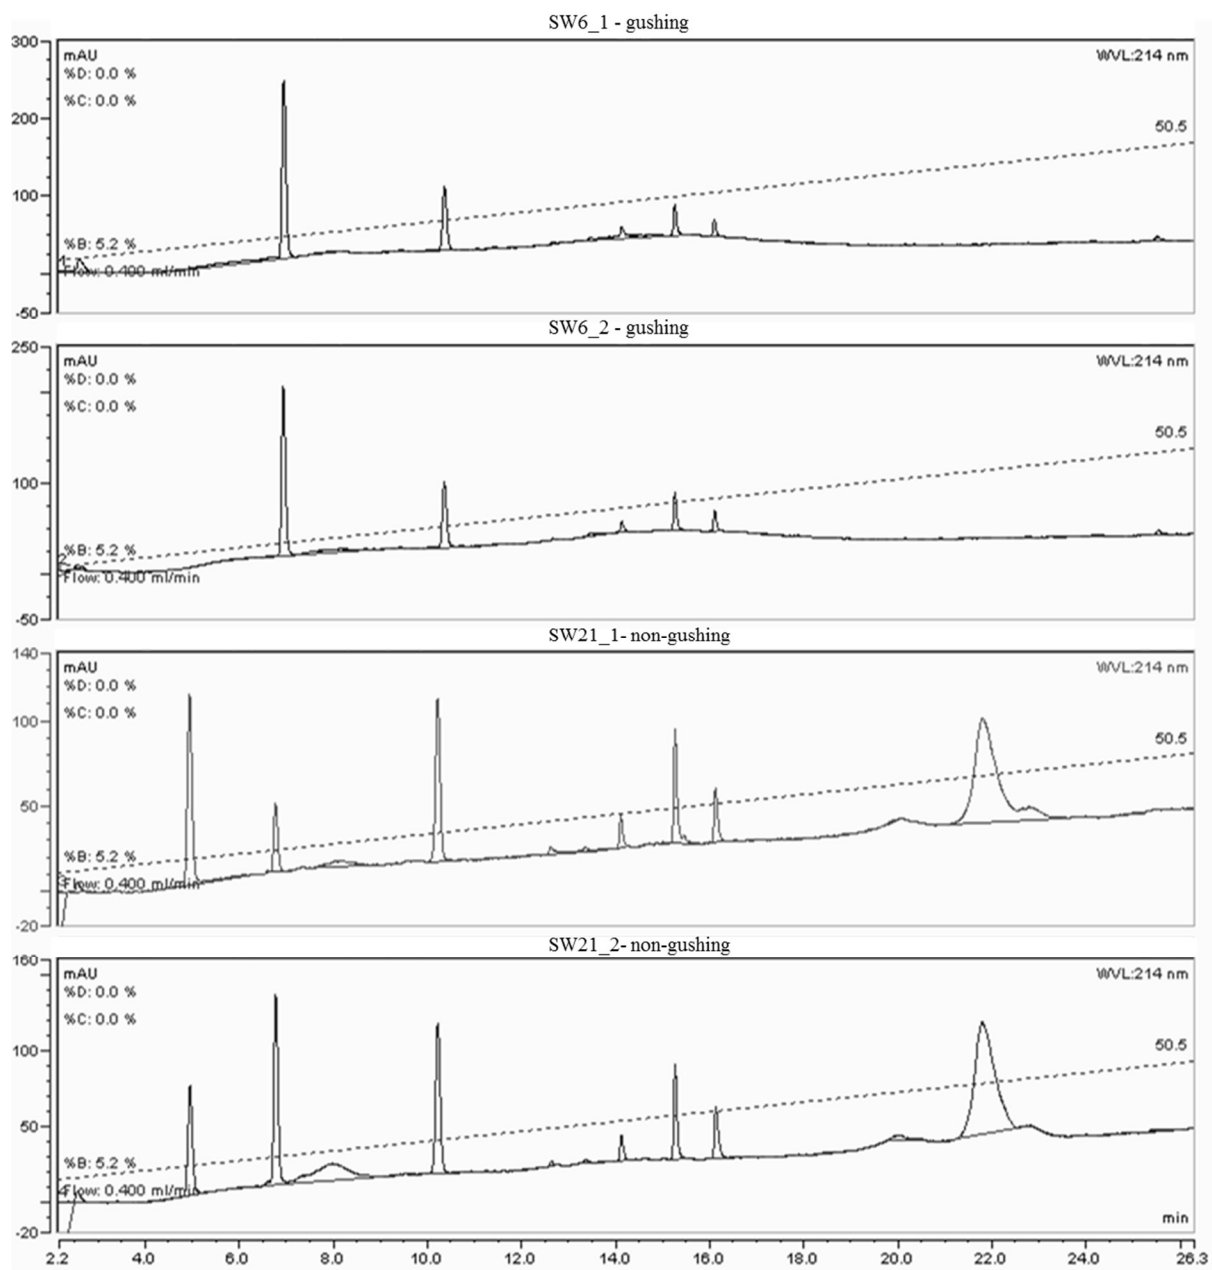 SW6_1 - gushing
300
mAU
WVL:214 nm
%D: 0.0 %
%C: 0.0 %
200
50.5
100
%B: 5.2 %
1
Flow: 0.400 ml/min
-50
SW6_2 - gushing
250
mAU
WVL:214 nm
%D: 0.0 %
%C: 0.0 %
50.5
100
%B: 5.2 %
2
Flow: 0.400 ml/min
-50
SW21_1- non-gushing
140
mAU
WVL:214 nm
%D: 0.0 %
%C: 0.0 %
100
50.5
50
%B: 5.2 %
3
Flow: 0.400 ml/min
-20
SW21_2- non-gushing
160
mAU
WVL:214 nm
%D: 0.0 %
%C: 0.0 %
100
50.5
50
%B: 5.2 %
4
Flow: 0.400 ml/min
min
-20
2.2 4.0 6.0 8.0 10.0 12.0 14.0 16.0 18.0 20.0 22.0 24.0 26.3